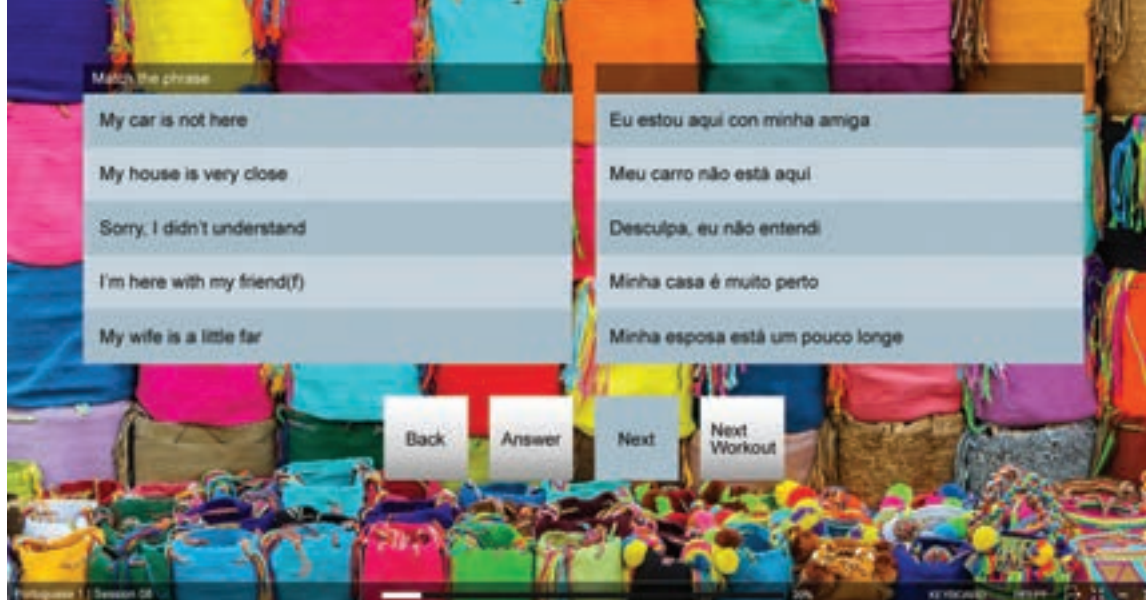 Match the phrase
My car is not here
My house is very close
Sorry, I didn't understand
I'm here with my friend(f)
My wife is a little far
Eu estou aqui con minha amiga
Meu carro não está aqui
Desculpa, eu não entendi
Minha casa é muito perto
Minha esposa está um pouco longe
Back
Answer
Next
Next
Workout
Portuguese 1 | Session 08